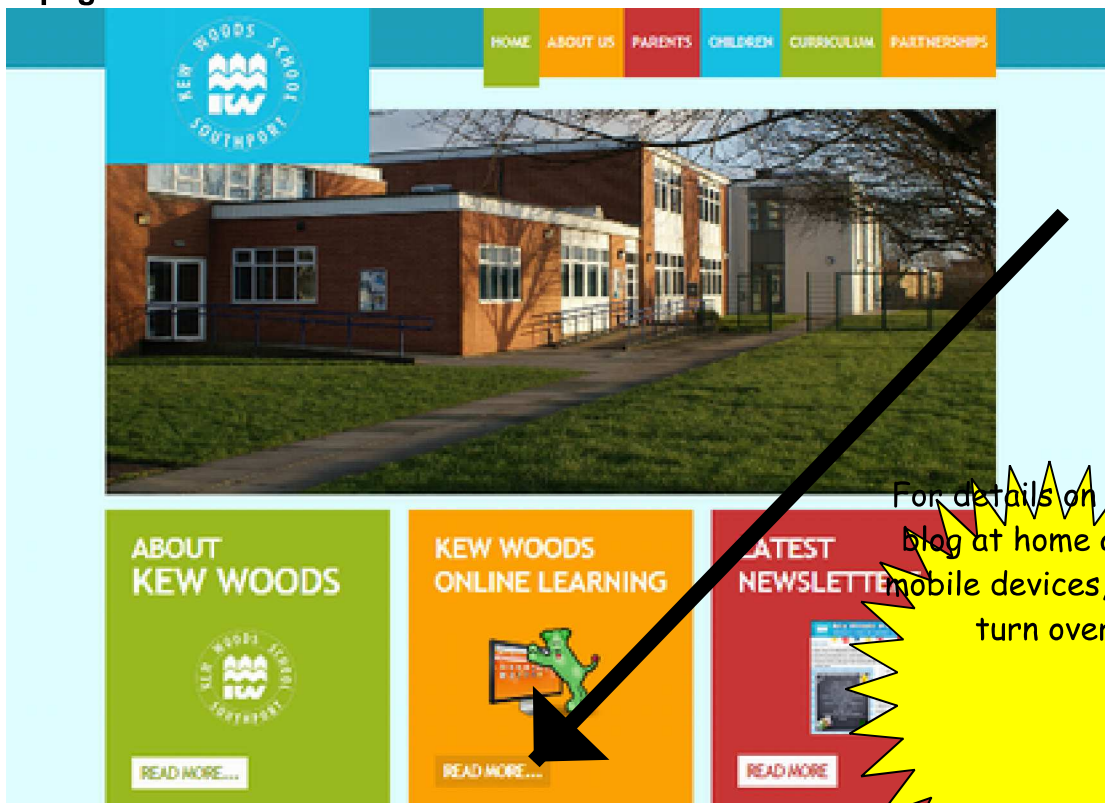 KEW WOODS SCHOOL
SOUTHPORT
HOME ABOUT US PARENTS CHILDREN CURRICULUM PARTNERSHIPS
ABOUT
KEW WOODS
KEW WOODS SCHOOL
SOUTHPORT
READ MORE...
KEW WOODS
ONLINE LEARNING
READ MORE...
LATEST
NEWSLETTE
READ MORE
For details on
blog at home
mobile devices,
turn over